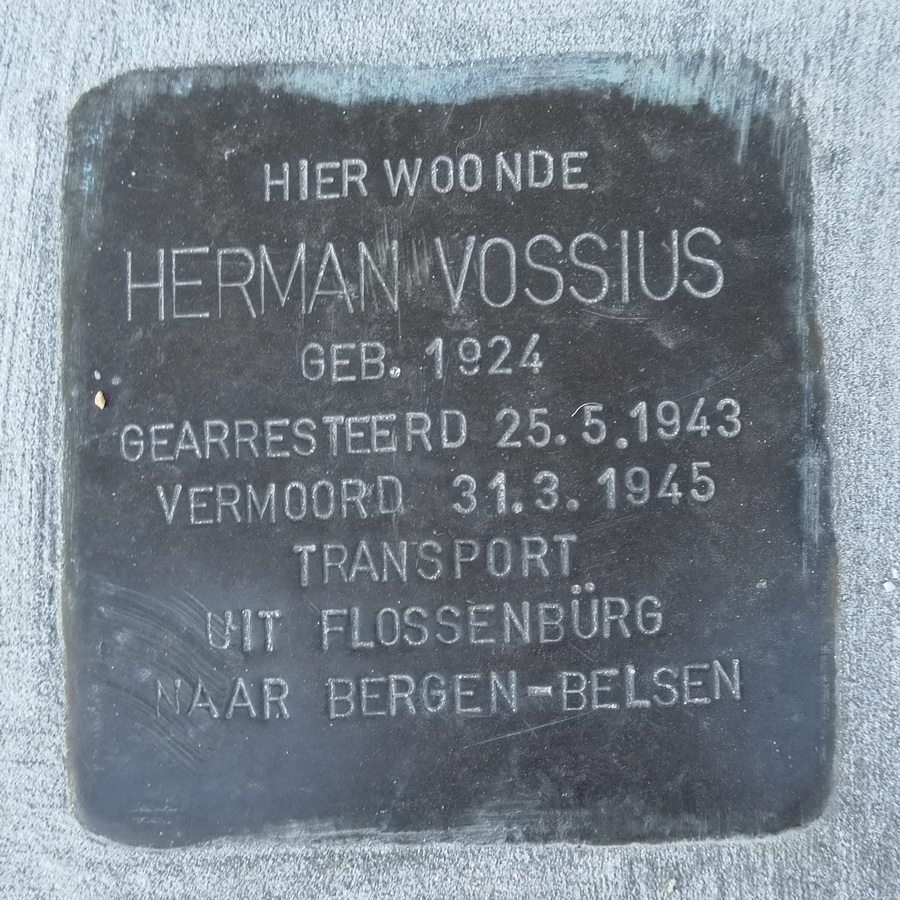 HIER WOONDE
HERMAN VOSSIUS
GEB. 1924
GEARRESTEERD 25.5.1943
VERMOORD 31.3.1945
TRANSPORT
UIT FLOSSENBÜRG
NAAR BERGEN-BELSEN